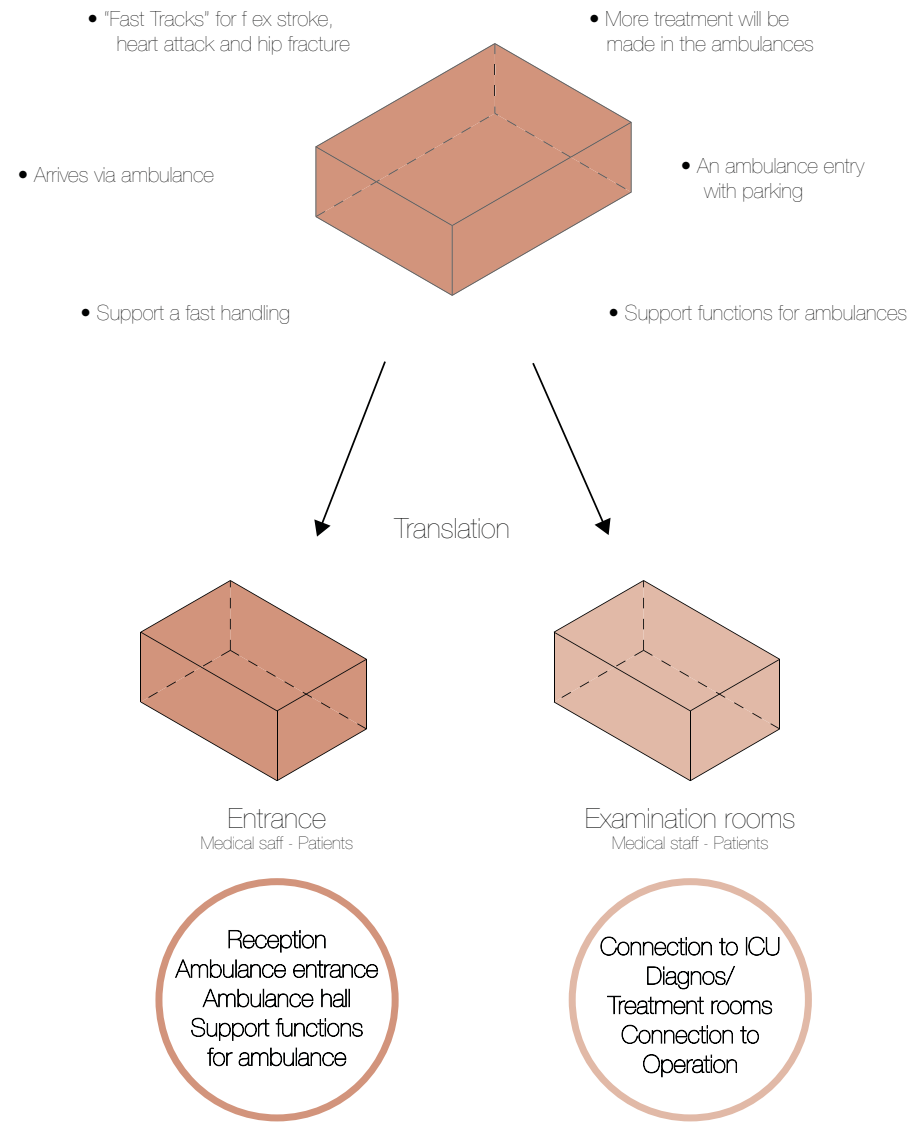 • "Fast Tracks" for f ex stroke,
heart attack and hip fracture
• More treatment will be
made in the ambulances
• Arrives via ambulance
• An ambulance entry
with parking
• Support a fast handling
• Support functions for ambulances
Translation
Entrance
Medical saff - Patients
Examination rooms
Medical staff - Patients
Reception
Ambulance entrance
Ambulance hall
Support functions
for ambulance
Connection to ICU
Diagnos/
Treatment rooms
Connection to
Operation